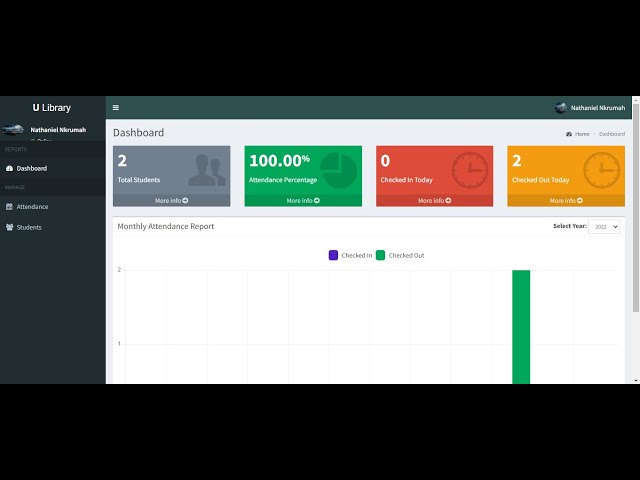 U Library
Nathaniel Nkrumah
Nathaniel Nkrumah
Online
REPORTS
Dashboard
MANAGE
Attendance
Students
Dashboard
Home
Dashboard
2
Total Students
More info
100.00%
Attendance Percentage
More info
0
Checked In Today
More info
2
Checked Out Today
More info
Monthly Attendance Report
Select Year: 2022
Checked In Checked Out
2
1